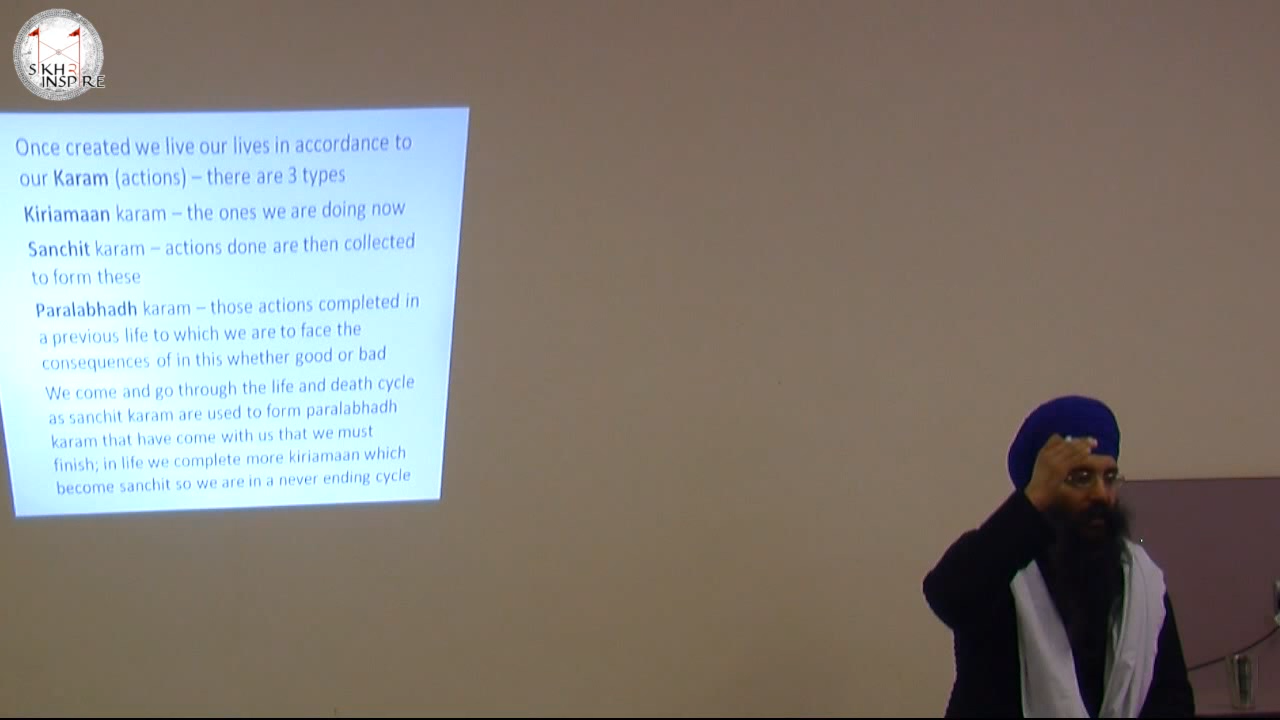 SIKH2
INSPIRE
Once created we live our lives in accordance to
our Karam (actions) – there are 3 types
Kiriamaan karam – the ones we are doing now
Sanchit karam – actions done are then collected
to form these
Paralabhadh karam – those actions completed in
a previous life to which we are to face the
consequences of in this whether good or bad
We come and go through the life and death cycle
as sanchit karam are used to form paralabhadh
karam that have come with us that we must
finish; in life we complete more kiriamaan which
become sanchit so we are in a never ending cycle